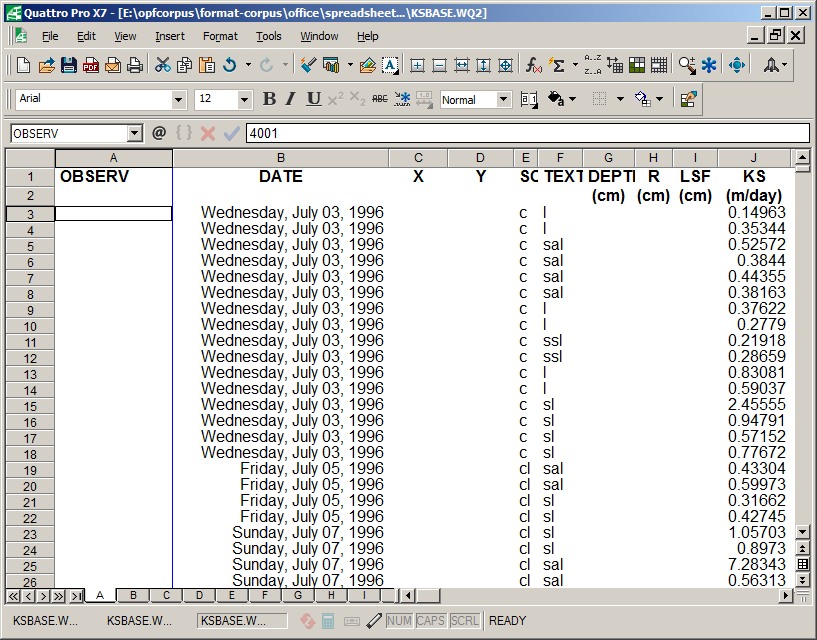 Quattro Pro X7 - [E:\opfcorpus\format-corpus\office\spreadsheet...\KSBASE.WQ2]
File Edit View Insert Format Tools Window Help
Arial 12 B I U ABC Normal
OBSERV @ { } 4001
A B C D E F G H I J
1 OBSERV DATE X Y SC TEXT DEPTI R LSF KS
2 (cm) (cm) (cm) (m/day)
3 Wednesday, July 03, 1996 c l 0.14963
4 Wednesday, July 03, 1996 c l 0.35344
5 Wednesday, July 03, 1996 c sal 0.52572
6 Wednesday, July 03, 1996 c sal 0.3844
7 Wednesday, July 03, 1996 c sal 0.44355
8 Wednesday, July 03, 1996 c sal 0.38163
9 Wednesday, July 03, 1996 c l 0.37622
10 Wednesday, July 03, 1996 c l 0.2779
11 Wednesday, July 03, 1996 c ssl 0.21918
12 Wednesday, July 03, 1996 c ssl 0.28659
13 Wednesday, July 03, 1996 c l 0.83081
14 Wednesday, July 03, 1996 c l 0.59037
15 Wednesday, July 03, 1996 c sl 2.45555
16 Wednesday, July 03, 1996 c sl 0.94791
17 Wednesday, July 03, 1996 c sl 0.57152
18 Wednesday, July 03, 1996 c sl 0.77672
19 Friday, July 05, 1996 cl sal 0.43304
20 Friday, July 05, 1996 cl sal 0.59973
21 Friday, July 05, 1996 cl sl 0.31662
22 Friday, July 05, 1996 cl sl 0.42745
23 Sunday, July 07, 1996 cl sl 1.05703
24 Sunday, July 07, 1996 cl sl 0.8973
25 Sunday, July 07, 1996 cl sal 7.28343
26 Sunday, July 07, 1996 cl sal 0.56313
A B C D E F G H I
KSBASE.W... KSBASE.W... KSBASE.W... NUM CAPS SCRL READY